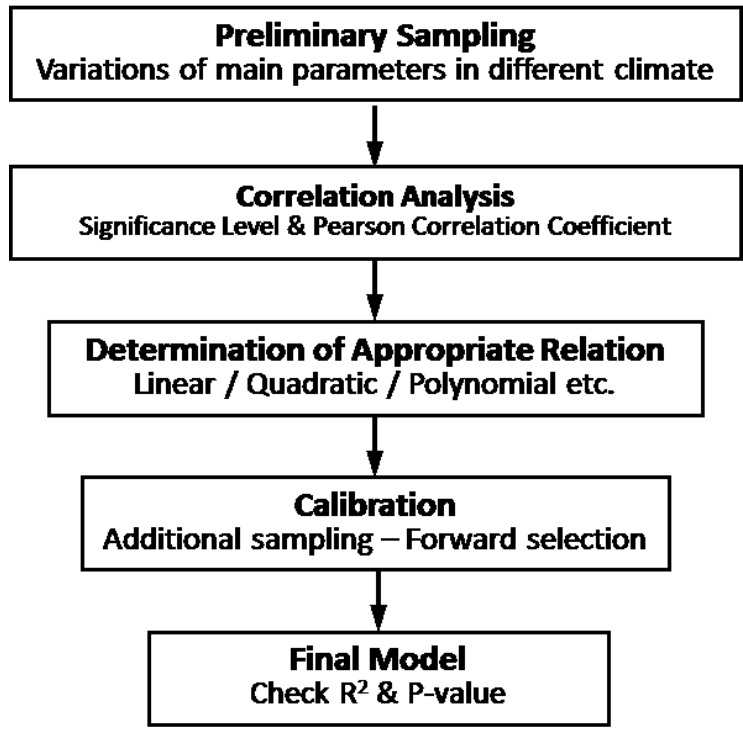 Preliminary Sampling
Variations of main parameters in different climate
Correlation Analysis
Significance Level & Pearson Correlation Coefficient
Determination of Appropriate Relation
Linear / Quadratic / Polynomial etc.
Calibration
Additional sampling – Forward selection
Final Model
Check R² & P-value